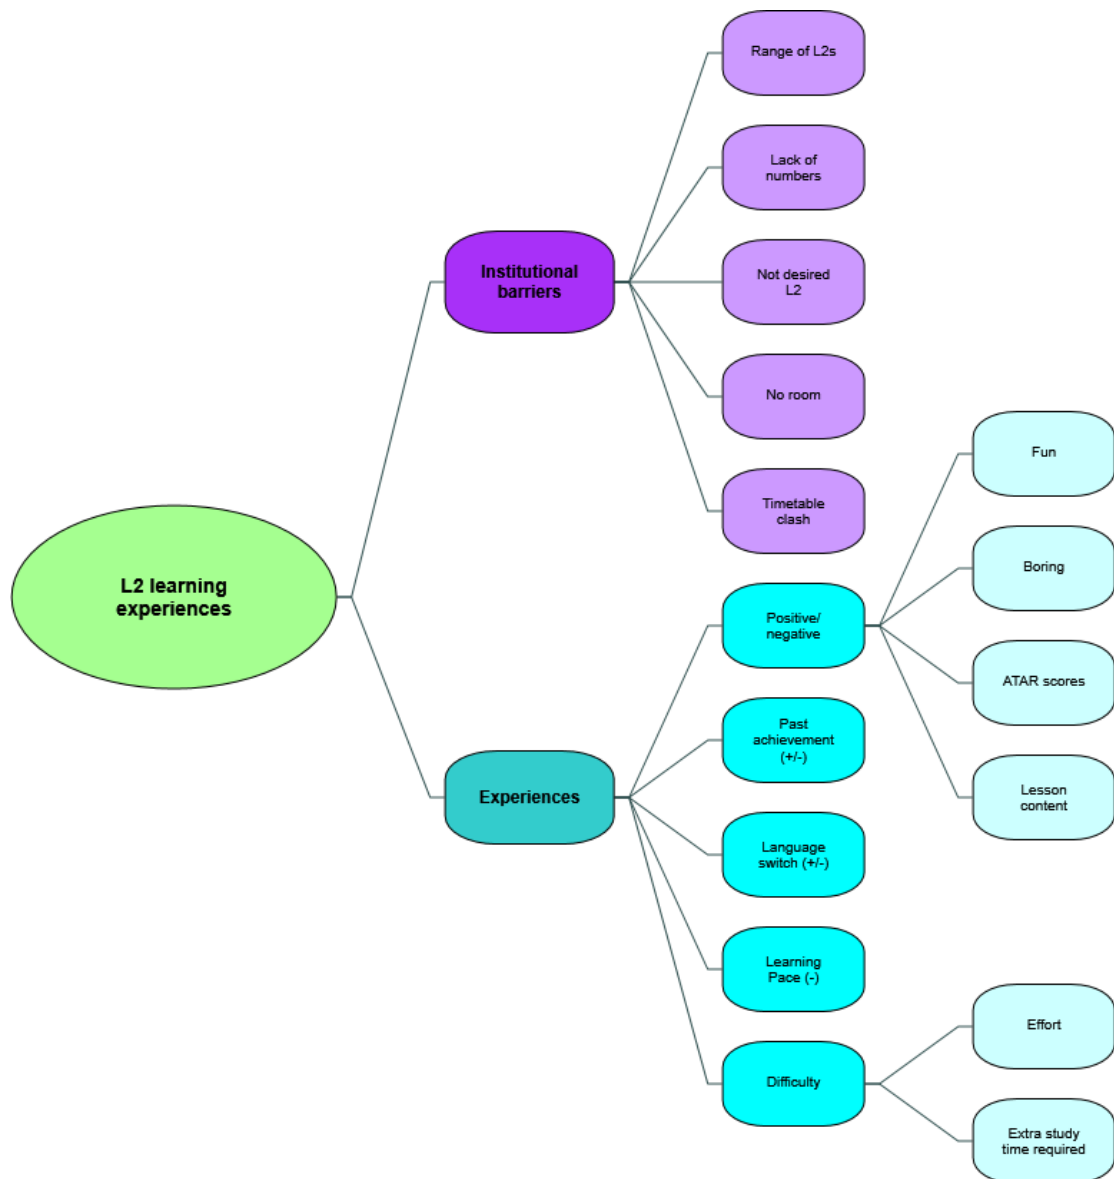 L2 learning
experiences
Institutional
barriers
Range of L2s
Lack of
numbers
Not desired
L2
No room
Timetable
clash
Experiences
Positive/
negative
Fun
Boring
ATAR scores
Lesson
content
Past
achievement
(+/-)
Language
switch (+/-)
Learning
Pace (-)
Difficulty
Effort
Extra study
time required